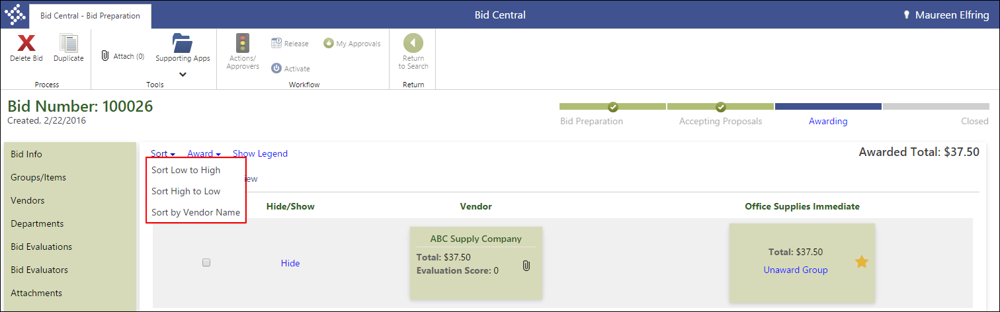 Bid Central - Bid Preparation
Bid Central
Maureen Elfring
Delete Bid
Duplicate
Process
Attach (0)
Supporting Apps
Tools
Actions/
Approvers
Release
My Approvals
Activate
Workflow
Return
to Search
Return
Bid Number: 100026
Created, 2/22/2016
Bid Preparation
Accepting Proposals
Awarding
Closed
Bid Info
Groups/Items
Vendors
Departments
Bid Evaluations
Bid Evaluators
Attachments
Sort
Award
Show Legend
Awarded Total: $37.50
Sort Low to High
Sort High to Low
Sort by Vendor Name
Hide/Show
Vendor
Office Supplies Immediate
Hide
ABC Supply Company
Total: $37.50
Evaluation Score: 0
Total: $37.50
Unaward Group